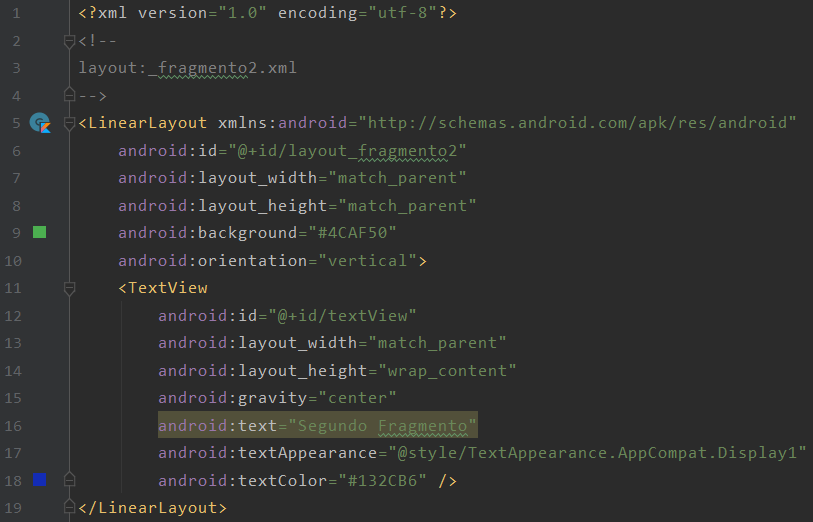 1 <?xml version="1.0" encoding="utf-8"?>
2 <!--
3 layout:_fragmento2.xml
4 -->
5 <LinearLayout xmlns:android="http://schemas.android.com/apk/res/android"
6     android:id="@+id/layout_fragmento2"
7     android:layout_width="match_parent"
8     android:layout_height="match_parent"
9     android:background="#4CAF50"
10     android:orientation="vertical">
11     <TextView
12         android:id="@+id/textView"
13         android:layout_width="match_parent"
14         android:layout_height="wrap_content"
15         android:gravity="center"
16         android:text="Segundo Fragmento"
17         android:textAppearance="@style/TextAppearance.AppCompat.Display1"
18         android:textColor="#132CB6" />
19 </LinearLayout>